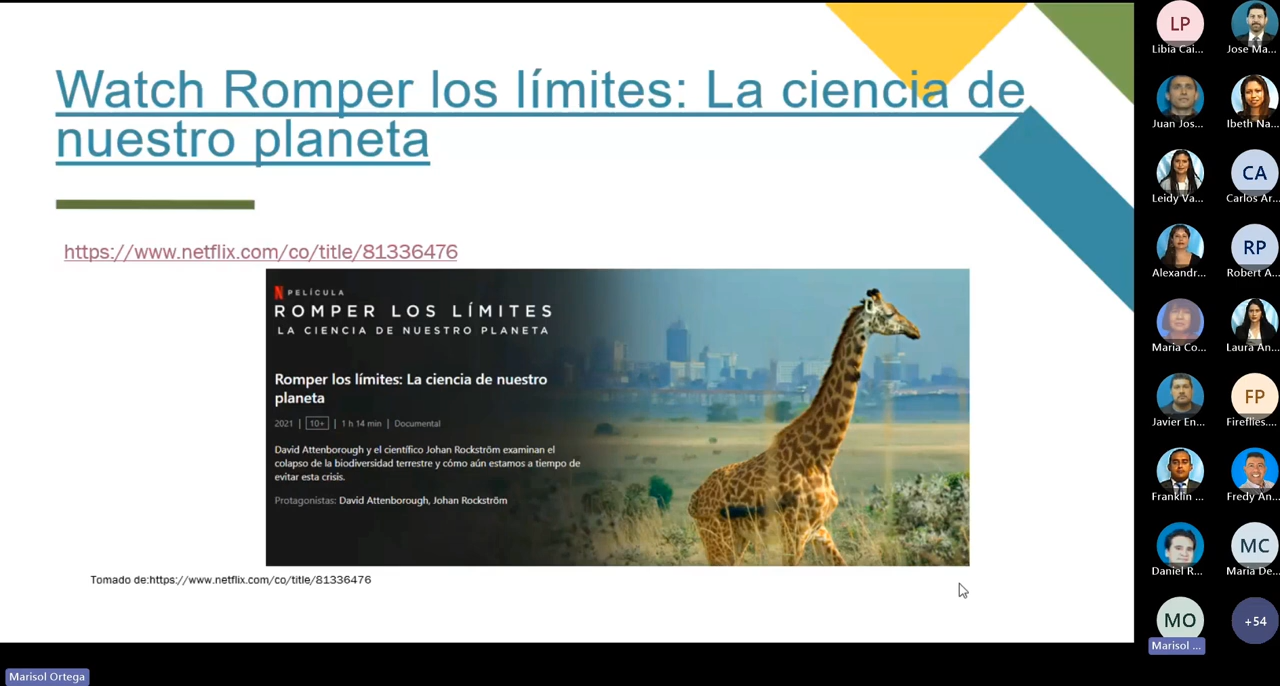 Watch Romper los límites: La ciencia de
nuestro planeta
https://www.netflix.com/co/title/81336476
N PELÍCULA
ROMPER LOS LÍMITES
LA CIENCIA DE NUESTRO PLANETA
Romper los límites: La ciencia de nuestro
planeta
2021 | 10+ | 1 h 14 min | Documental
David Attenborough y el científico Johan Rockström examinan el
colapso de la biodiversidad terrestre y cómo aún estamos a tiempo de
evitar esta crisis.
Protagonistas: David Attenborough, Johan Rockström
Tomado de:https://www.netflix.com/co/title/81336476
LP
Libia Cai...
Jose Ma...
Juan Jos...
Ibeth Na...
Leidy Va...
CA
Carlos Ar...
Alexandr...
RP
Robert A...
Maria Co...
Laura An...
Javier En...
FP
Fireflies....
Franklin ...
Fredy An...
Daniel R...
MC
Maria De...
MO
Marisol ...
+54
Marisol Ortega